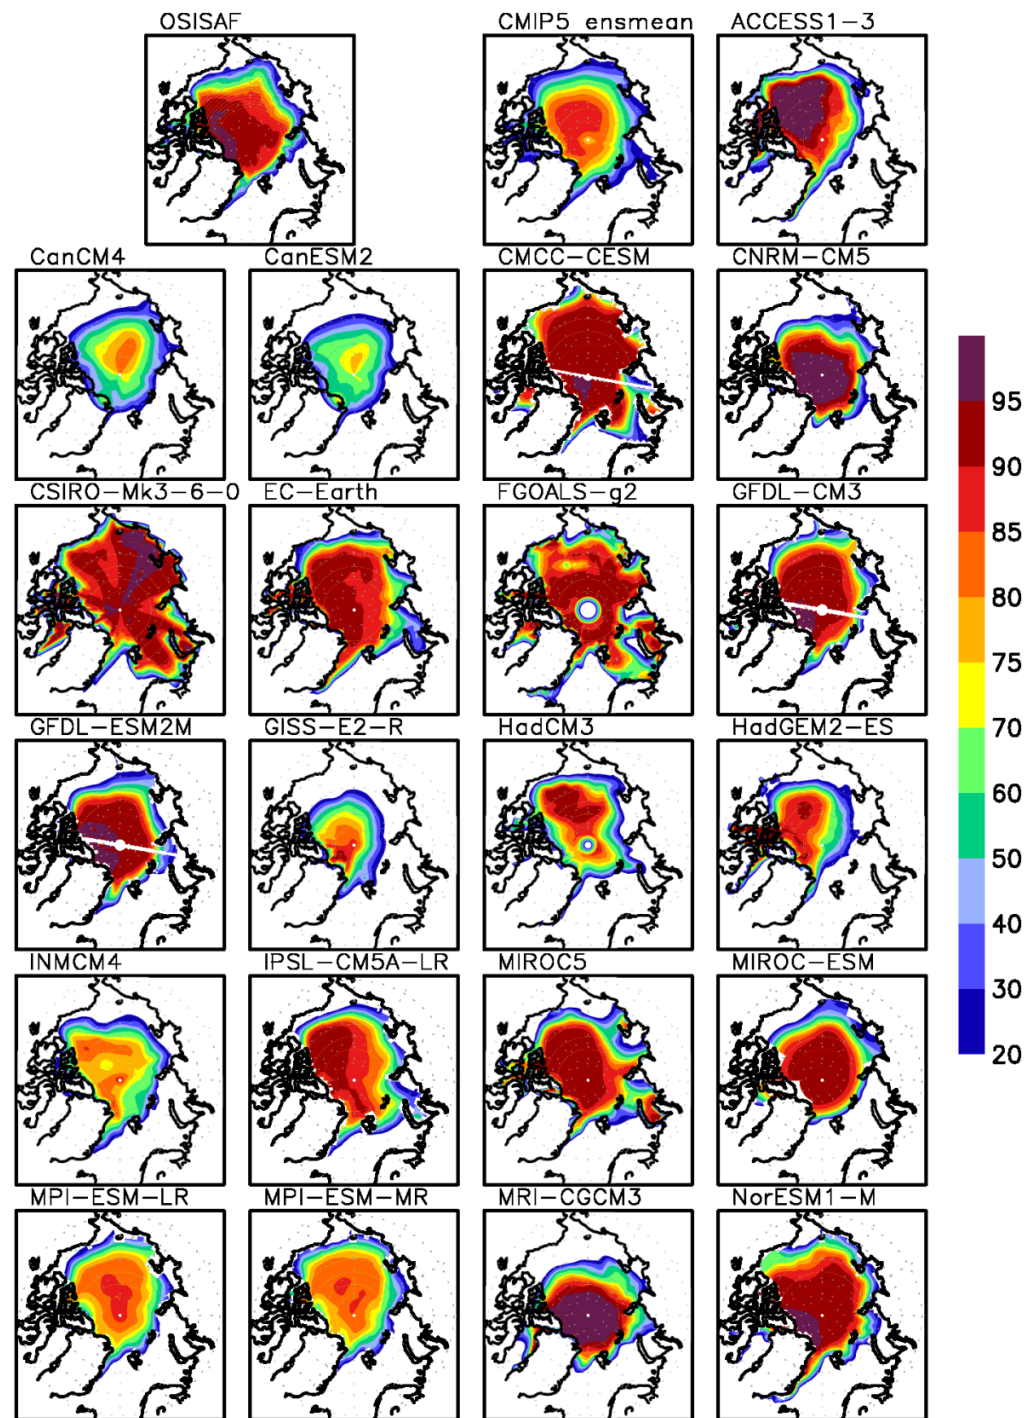 OSISAF
CMIP5 ensmean
ACCESS1-3
CanCM4
CanESM2
CMCC-CESM
CNRM-CM5
CSIRO-Mk3-6-0
EC-Earth
FGOALS-g2
GFDL-CM3
GFDL-ESM2M
GISS-E2-R
HadCM3
HadGEM2-ES
INMCM4
IPSL-CM5A-LR
MIROC5
MIROC-ESM
MPI-ESM-LR
MPI-ESM-MR
MRI-CGCM3
NorESM1-M
95
90
85
80
75
70
60
50
40
30
20